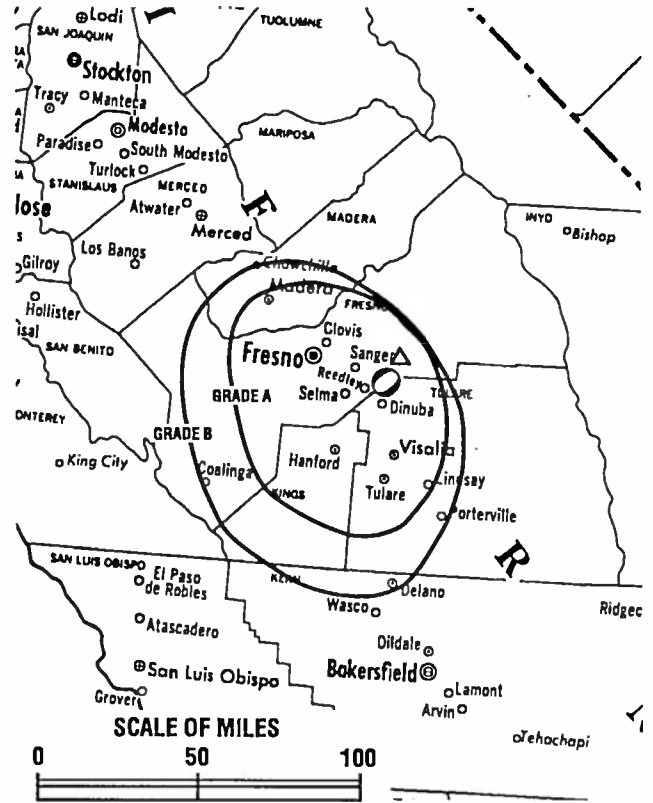 Lodi
SAN JOAQUIN
TUOLUMNE
Stockton
Tracy
Manteca
Modesto
MARIPOSA
Paradise
South Modesto
Turlock
STANISLAUS
MERCED
Atwater
Merced
F
MADERA
INYO
Bishop
lose
Los Banos
Gilroy
Chowchilla
Madera
FRESNO
Hollister
SAN BENITO
Clovis
Fresno
Sanger
Reedley
TULARE
GRADE A
Selma
Dinuba
GRADE B
Visalia
King City
Hanford
Coalinga
Tulare
Lindsay
KINGS
Porterville
R
SAN LUIS OBISPO
El Paso
de Robles
KERN
Delano
Wasco
Ridgec
Atascadero
Oildale
San Luis Obispo
Bakersfield
Grover
Lamont
Arvin
Tehachapi
SCALE OF MILES
0 50 100